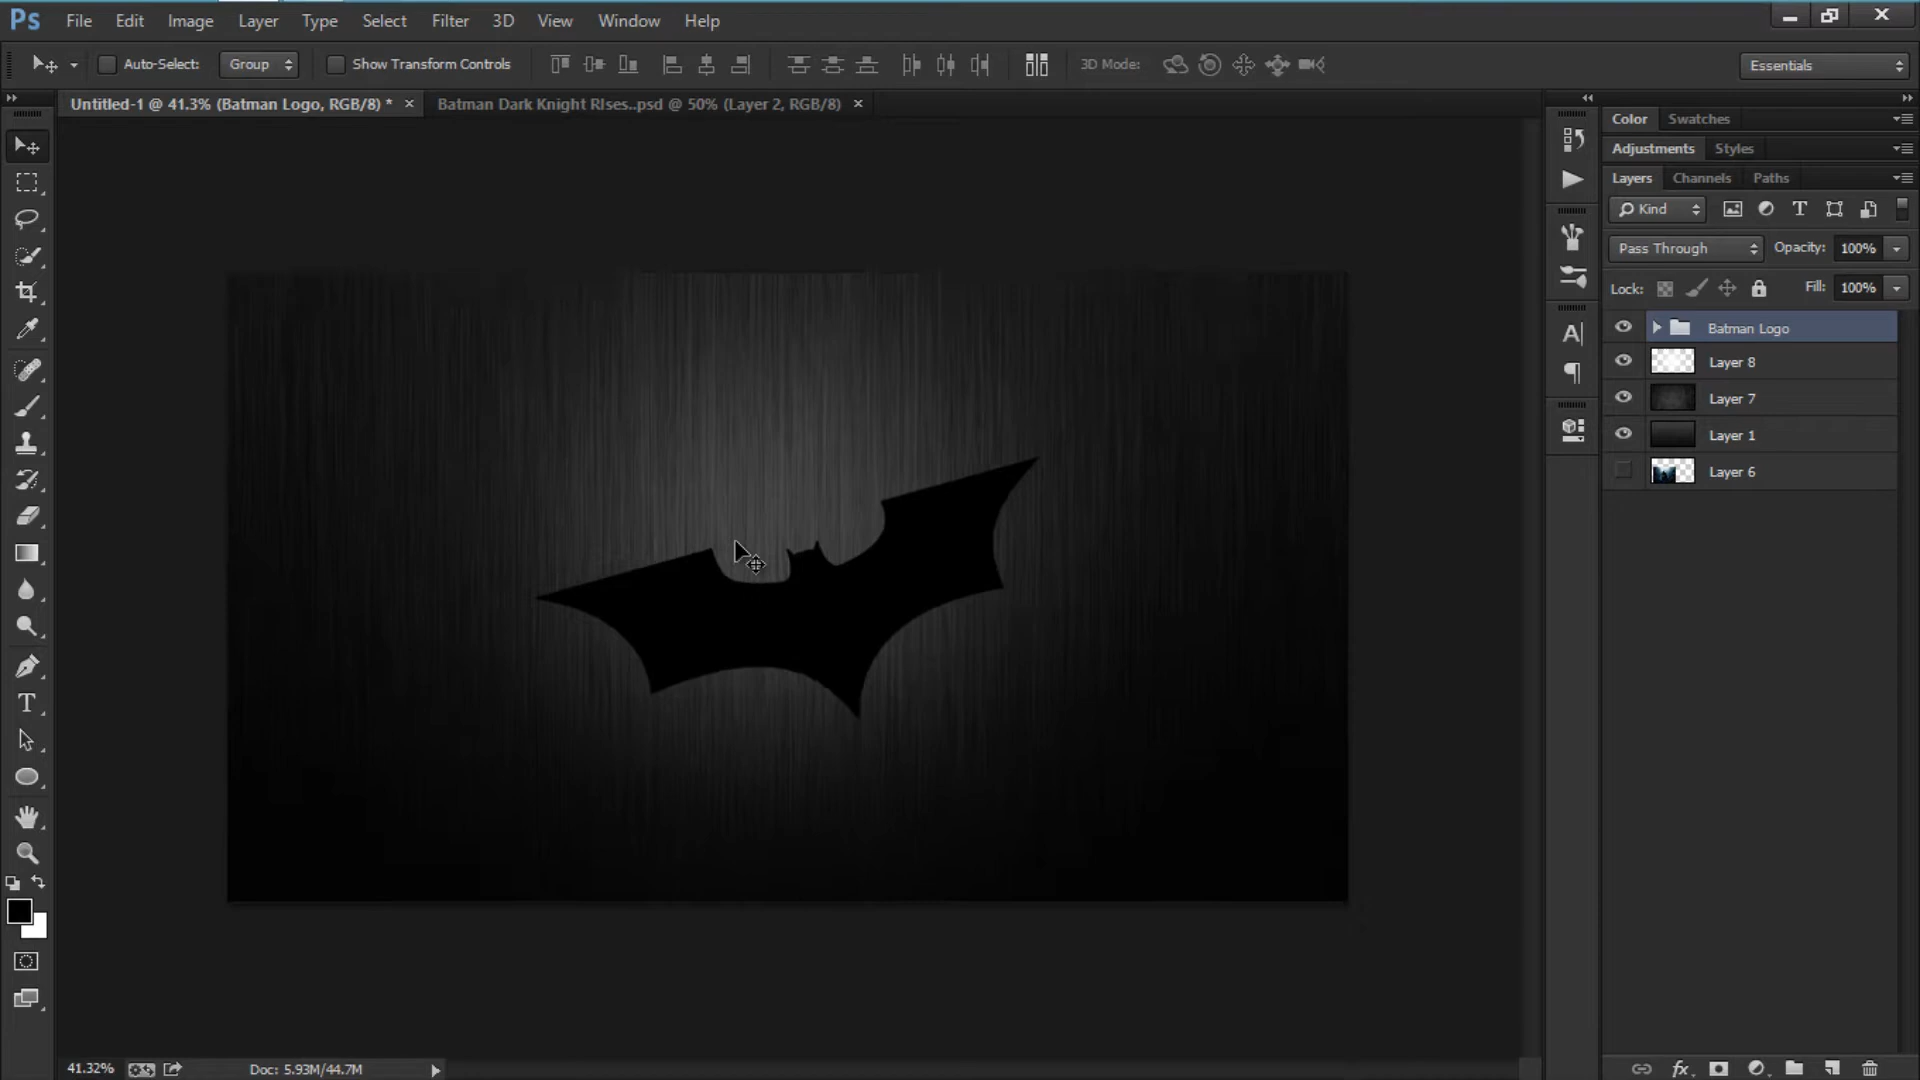 Ps File Edit Image Layer Type Select Filter 3D View Window Help
Auto-Select: Group Show Transform Controls 3D Mode: Essentials
Untitled-1 @ 41.3% (Batman Logo, RGB/8) * × Batman Dark Knight RIses..psd @ 50% (Layer 2, RGB/8) ×
Color Swatches
Adjustments Styles
Layers Channels Paths
Kind
Pass Through Opacity: 100%
Lock: Fill: 100%
Batman Logo
Layer 8
Layer 7
Layer 1
Layer 6
41.32% Doc: 5.93M/44.7M